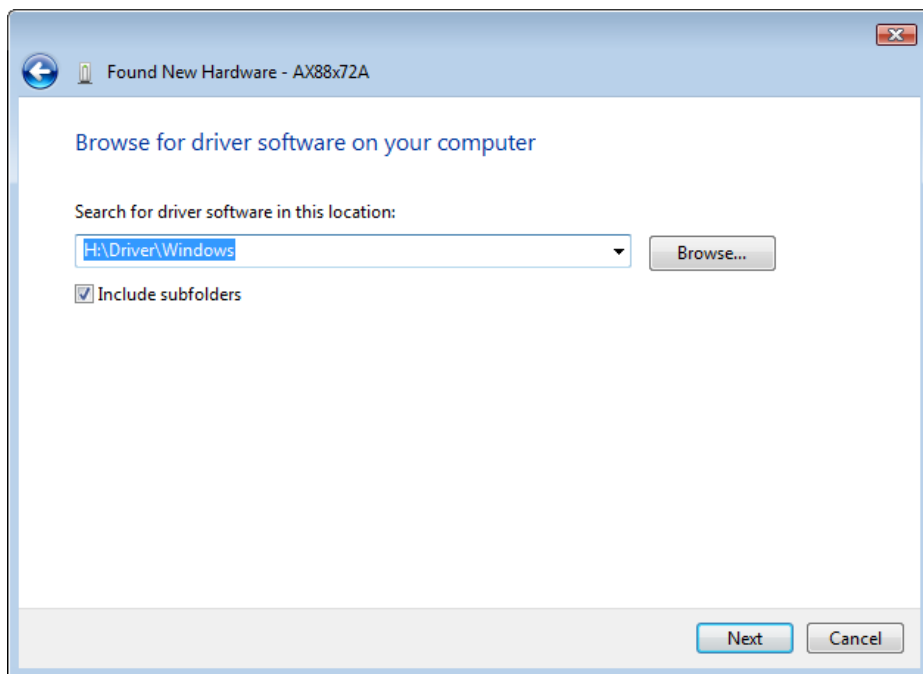 Found New Hardware - AX88x72A
Browse for driver software on your computer
Search for driver software in this location:
H:\Driver\Windows
Browse...
Include subfolders
Next
Cancel